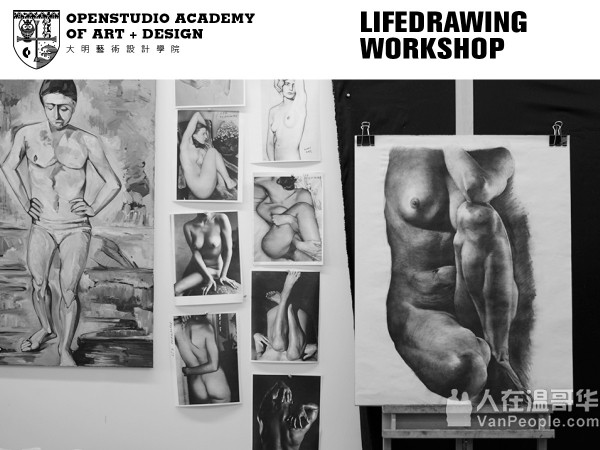 OPENSTUDIO ACADEMY
OF ART + DESIGN
大明藝術設計學院
LIFEDRAWING
WORKSHOP
人在温哥华
VanPeople.com